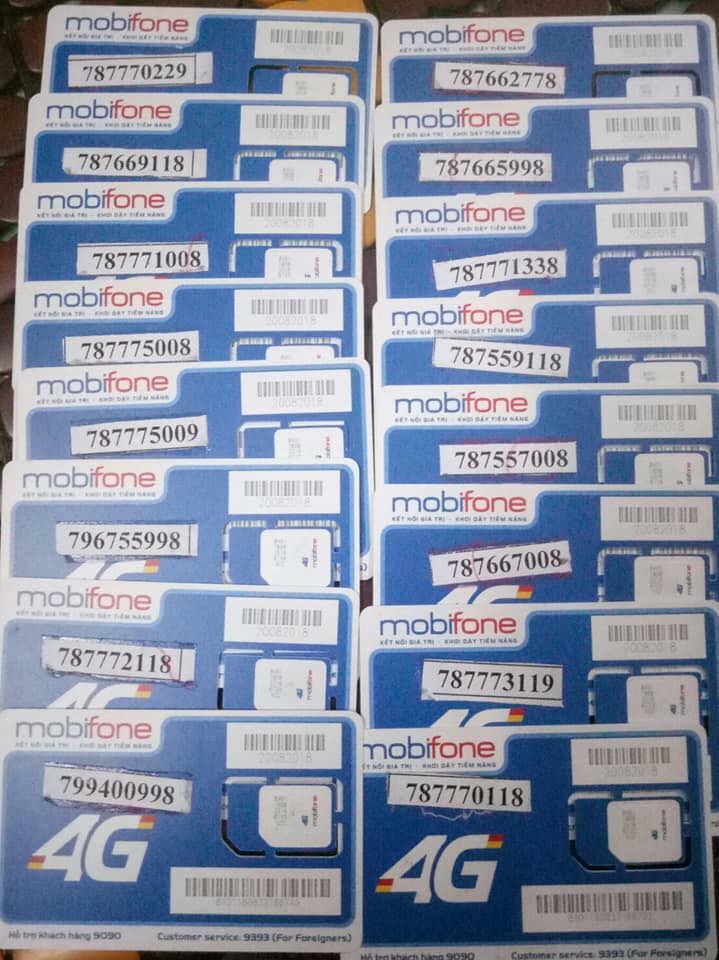 mobifone
KẾT NỐI GIÁ TRỊ - KHƠI DẬY TIỀM NĂNG
20082018
787770229
mobifone
20082018
787669118
mobifone
KẾT NỐI GIÁ TRỊ - KHƠI DẬY TIỀM NĂNG
20082018
787771008
mobifone
mobifone
KẾT NỐI GIÁ TRỊ - KHƠI DẬY TIỀM NĂNG
20082018
787775008
mobifone
KẾT NỐI GIÁ TRỊ - KHƠI DẬY TIỀM NĂNG
20082018
787775009
mobifone
KẾT NỐI GIÁ TRỊ - KHƠI DẬY TIỀM NĂNG
20082018
796755998
mobifone
4G
mobifone
KẾT NỐI GIÁ TRỊ - KHƠI DẬY TIỀM NĂNG
20082018
787772118
mobifone
4G
mobifone
KẾT NỐI GIÁ TRỊ - KHƠI DẬY TIỀM NĂNG
20082018
799400998
mobifone
4G
Hỗ trợ khách hàng 9090
Customer service: 9393 (For Foreigners)
mobifone
KẾT NỐI GIÁ TRỊ - KHƠI DẬY TIỀM NĂNG
20082018
787662778
mobifone
KẾT NỐI GIÁ TRỊ - KHƠI DẬY TIỀM NĂNG
20082018
787665998
mobifone
KẾT NỐI GIÁ TRỊ - KHƠI DẬY TIỀM NĂNG
20082018
787771338
mobifone
KẾT NỐI GIÁ TRỊ - KHƠI DẬY TIỀM NĂNG
20082018
787559118
mobifone
KẾT NỐI GIÁ TRỊ - KHƠI DẬY TIỀM NĂNG
20082018
787557008
mobifone
KẾT NỐI GIÁ TRỊ - KHƠI DẬY TIỀM NĂNG
20082018
787667008
mobifone
4G
mobifone
KẾT NỐI GIÁ TRỊ - KHƠI DẬY TIỀM NĂNG
20082018
787773119
mobifone
4G
mobifone
KẾT NỐI GIÁ TRỊ - KHƠI DẬY TIỀM NĂNG
20082018
787770118
4G
mobifone
4G
Hỗ trợ khách hàng 9090
Customer service: 9393 (For Foreigners)